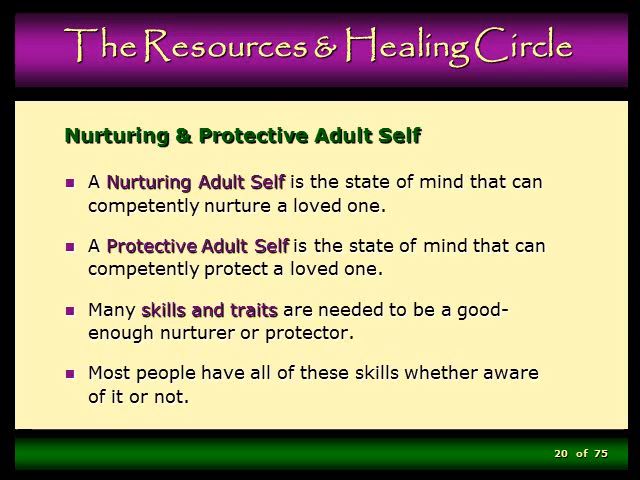 The Resources & Healing Circle
Nurturing & Protective Adult Self
A Nurturing Adult Self is the state of mind that can
competently nurture a loved one.
A Protective Adult Self is the state of mind that can
competently protect a loved one.
Many skills and traits are needed to be a good-
enough nurturer or protector.
Most people have all of these skills whether aware
of it or not.
20 of 75